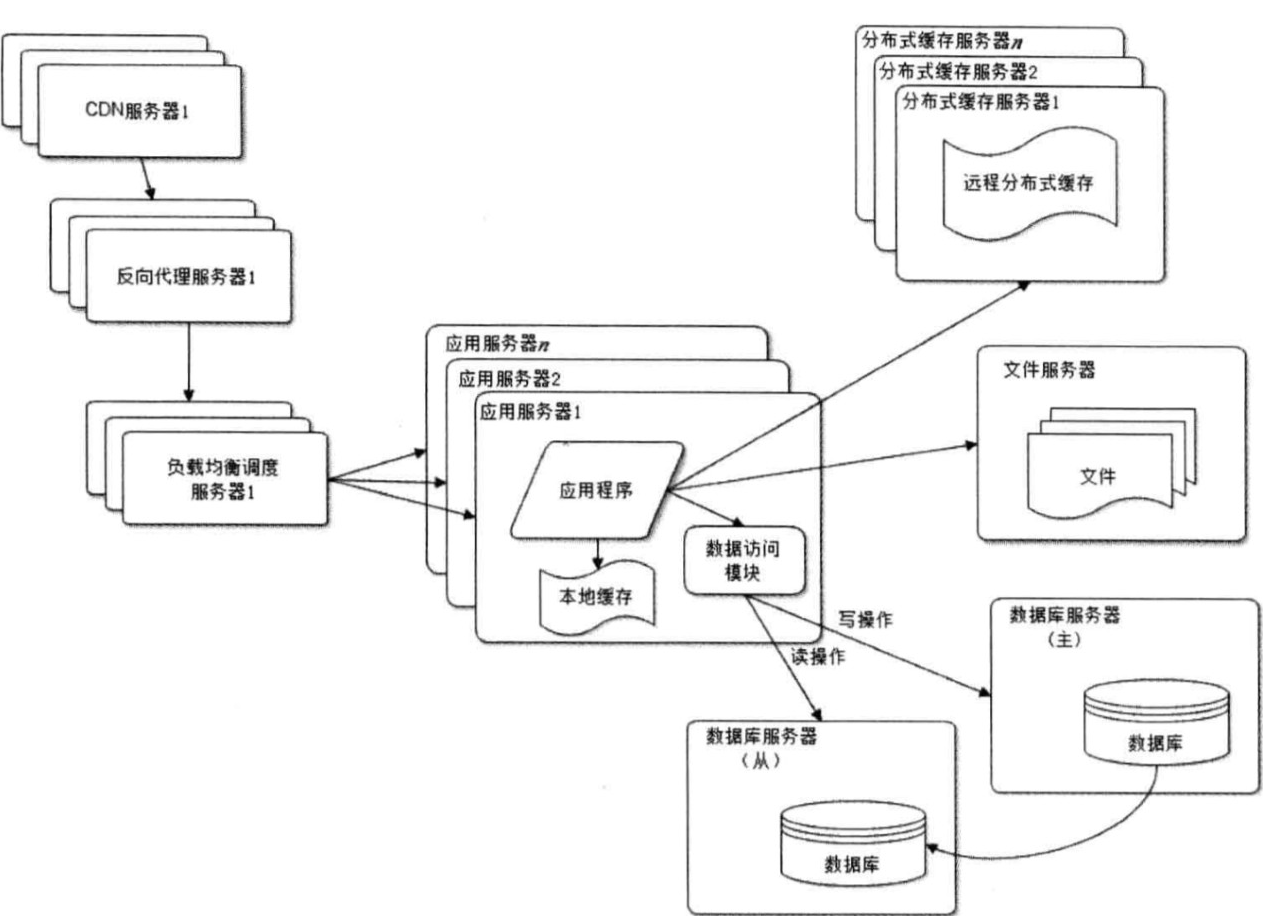 CDN服务器1
反向代理服务器1
负载均衡调度
服务器1
应用服务器n
应用服务器2
应用服务器1
应用程序
本地缓存
数据访问
模块
分布式缓存服务器n
分布式缓存服务器2
分布式缓存服务器1
远程分布式缓存
文件服务器
文件
写操作
读操作
数据库服务器
（主）
数据库
数据库服务器
（从）
数据库